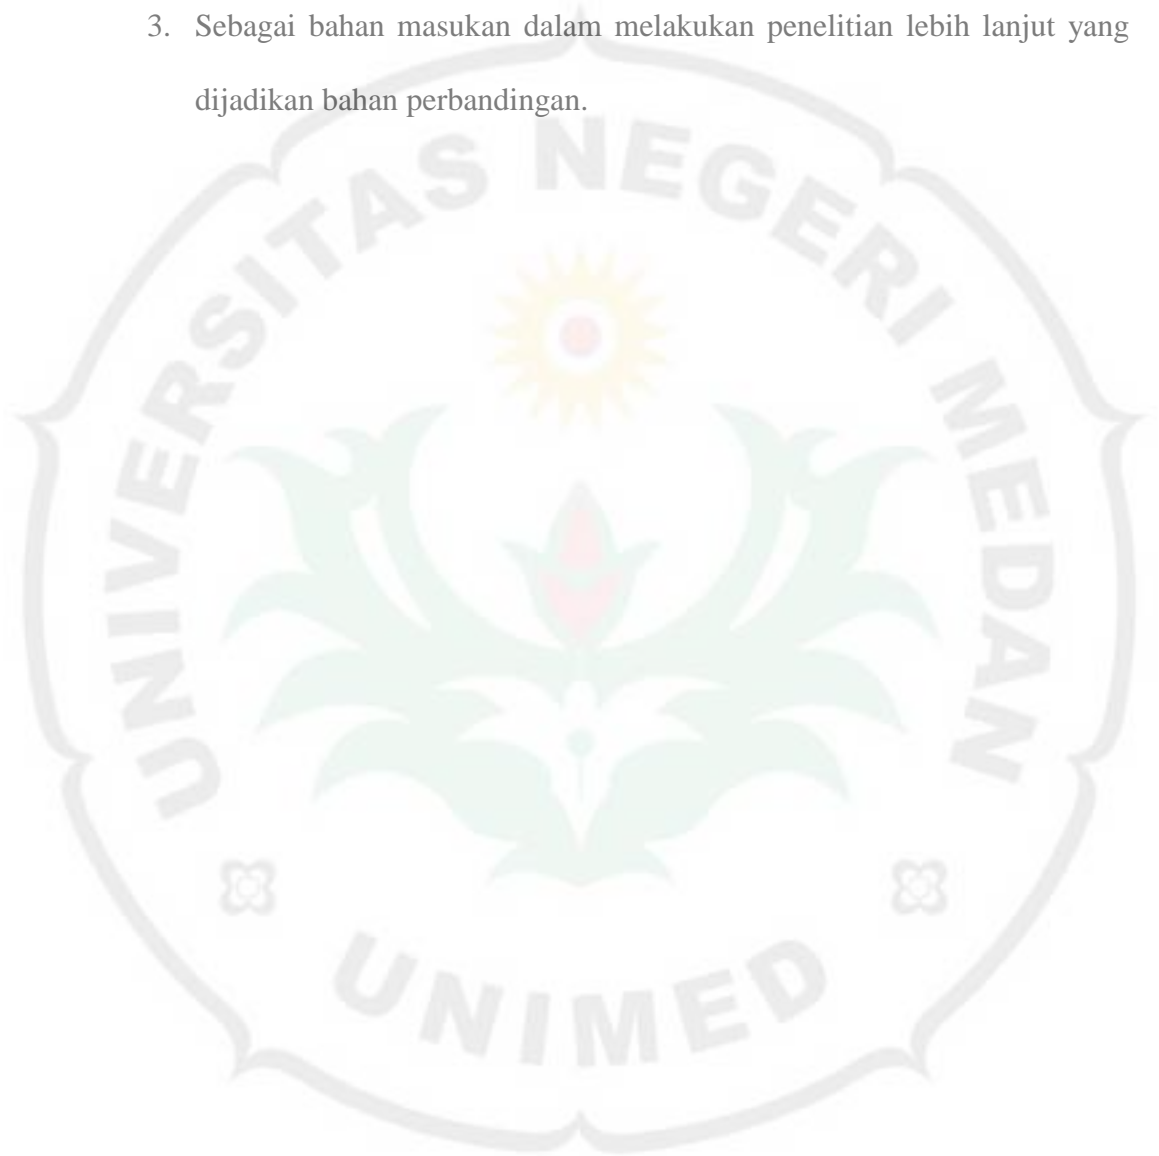 3. Sebagai bahan masukan dalam melakukan penelitian lebih lanjut yang
dijadikan bahan perbandingan.
UNIVERSITAS NEGERI MEDAN
UNIMED